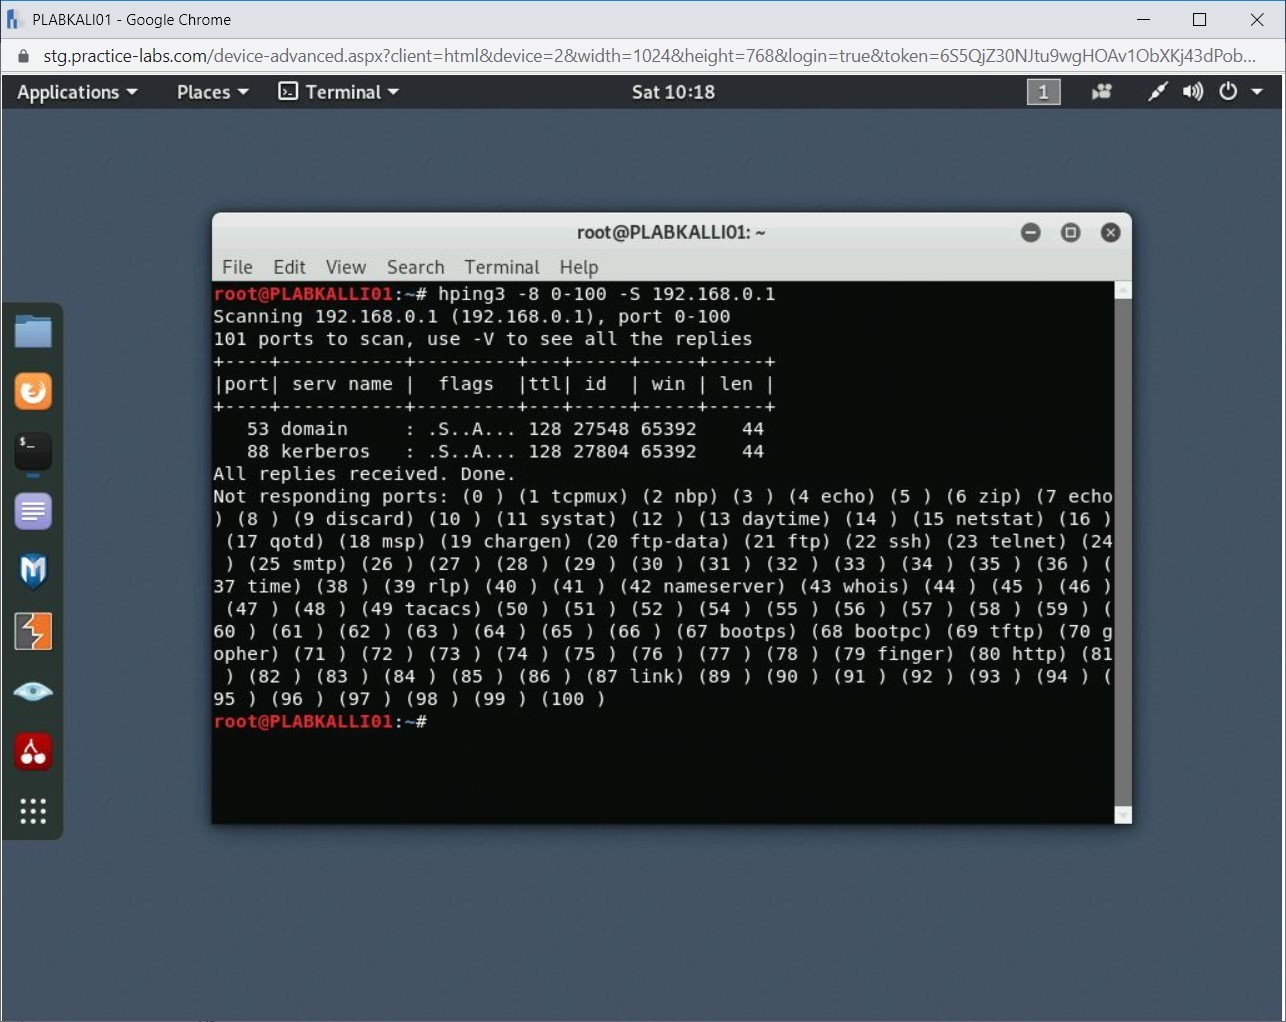 PLABKALI01 - Google Chrome
stg.practice-labs.com/device-advanced.aspx?client=html&device=2&width=1024&height=768&login=true&token=6S5QjZ30NJtu9wgHOAv1ObXKj43dPob...
Applications Places Terminal Sat 10:18 1
root@PLABKALLI01: ~
File Edit View Search Terminal Help
root@PLABKALLI01:~# hping3 -8 0-100 -S 192.168.0.1
Scanning 192.168.0.1 (192.168.0.1), port 0-100
101 ports to scan, use -V to see all the replies
+----+-----------+---------+---+-----+-----+-----+
|port| serv name |  flags  |ttl| id  | win | len |
+----+-----------+---------+---+-----+-----+-----+
   53 domain     : .S..A... 128 27548 65392    44
   88 kerberos   : .S..A... 128 27804 65392    44
All replies received. Done.
Not responding ports: (0 ) (1 tcpmux) (2 nbp) (3 ) (4 echo) (5 ) (6 zip) (7 echo
) (8 ) (9 discard) (10 ) (11 systat) (12 ) (13 daytime) (14 ) (15 netstat) (16 )
 (17 qotd) (18 msp) (19 chargen) (20 ftp-data) (21 ftp) (22 ssh) (23 telnet) (24
 ) (25 smtp) (26 ) (27 ) (28 ) (29 ) (30 ) (31 ) (32 ) (33 ) (34 ) (35 ) (36 ) (
37 time) (38 ) (39 rlp) (40 ) (41 ) (42 nameserver) (43 whois) (44 ) (45 ) (46 )
 (47 ) (48 ) (49 tacacs) (50 ) (51 ) (52 ) (54 ) (55 ) (56 ) (57 ) (58 ) (59 ) (
60 ) (61 ) (62 ) (63 ) (64 ) (65 ) (66 ) (67 bootps) (68 bootpc) (69 tftp) (70 g
opher) (71 ) (72 ) (73 ) (74 ) (75 ) (76 ) (77 ) (78 ) (79 finger) (80 http) (81
 ) (82 ) (83 ) (84 ) (85 ) (86 ) (87 link) (89 ) (90 ) (91 ) (92 ) (93 ) (94 ) (
95 ) (96 ) (97 ) (98 ) (99 ) (100 )
root@PLABKALLI01:~#